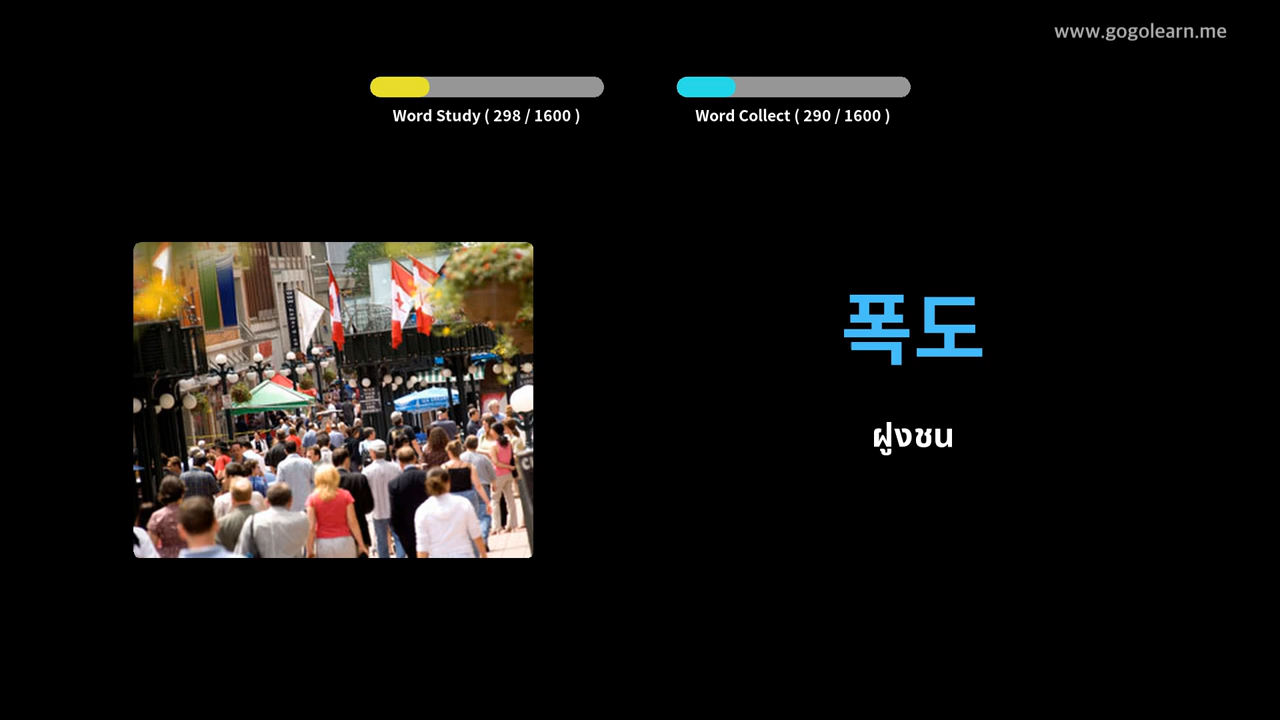 www.gogolearn.me
Word Study ( 298 / 1600 )
Word Collect ( 290 / 1600 )
폭도
ฝูงชน